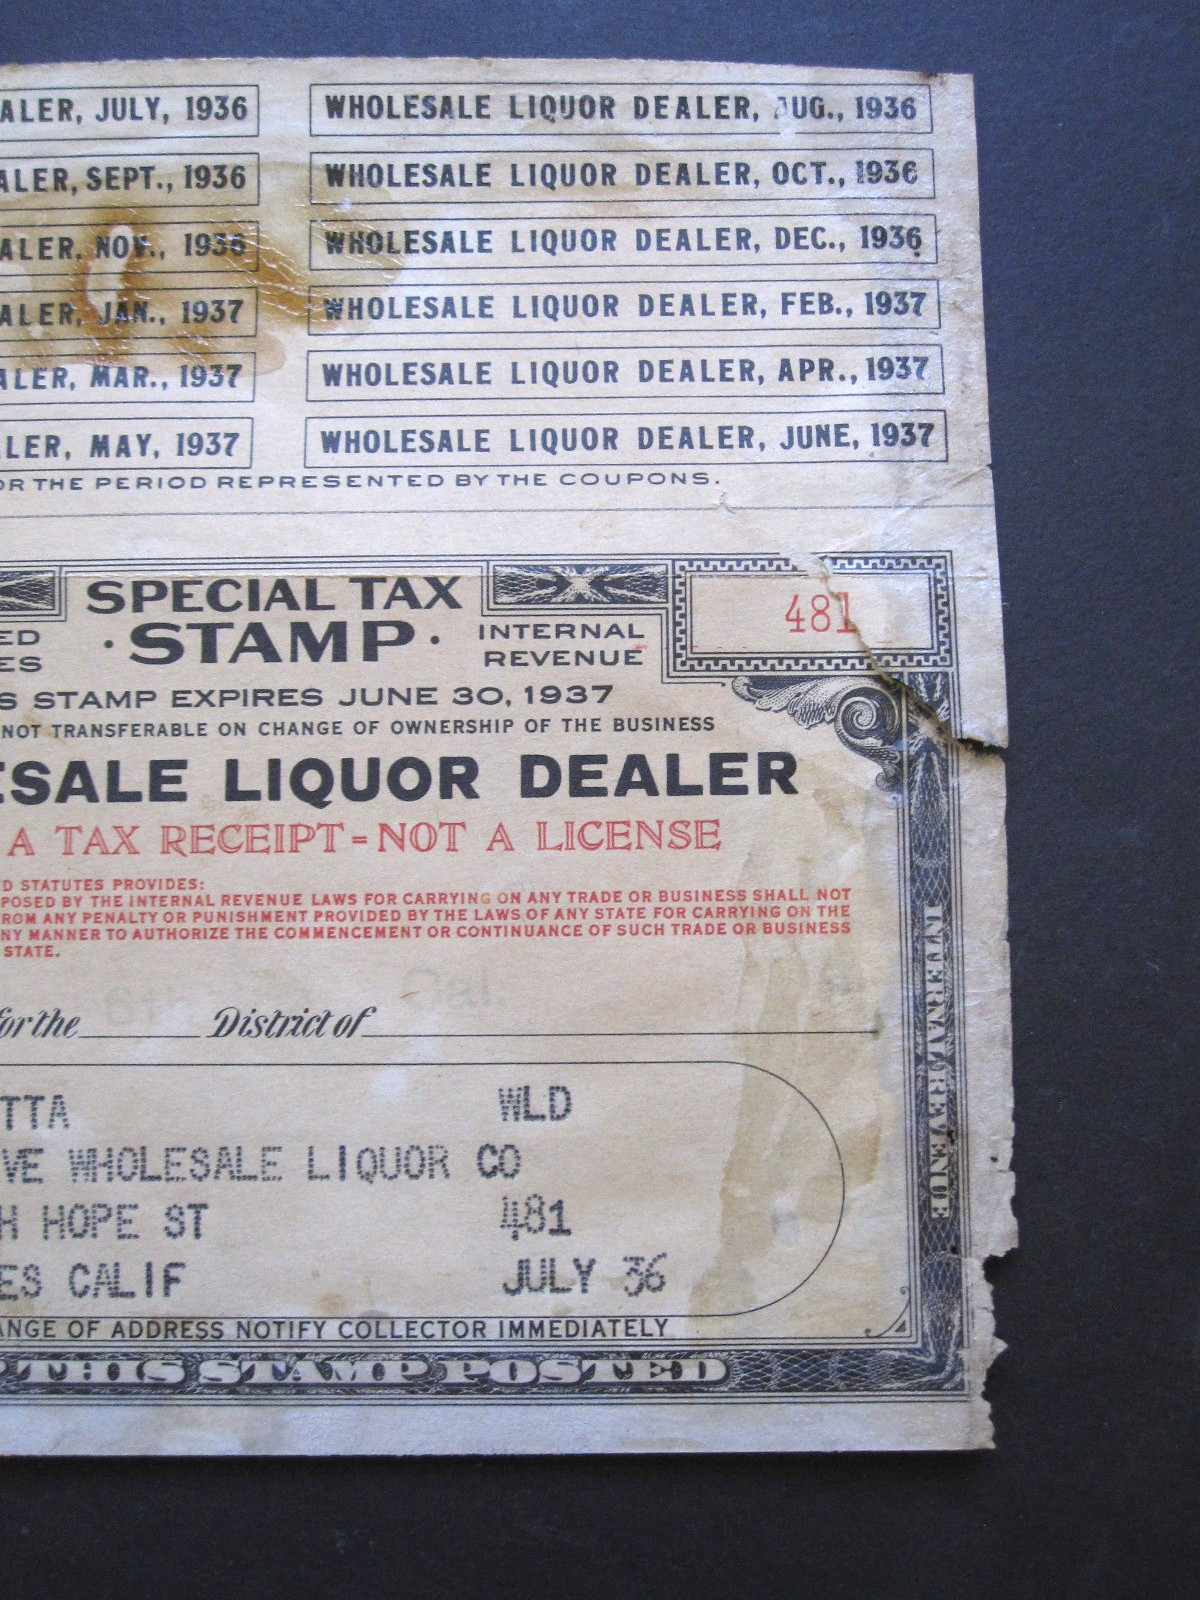 ALER, JULY, 1936 WHOLESALE LIQUOR DEALER, AUG., 1936
ALER, SEPT., 1936 WHOLESALE LIQUOR DEALER, OCT., 1936
ALER, NOV., 1936 WHOLESALE LIQUOR DEALER, DEC., 1936
ALER, JAN., 1937 WHOLESALE LIQUOR DEALER, FEB., 1937
ALER, MAR., 1937 WHOLESALE LIQUOR DEALER, APR., 1937
LER, MAY, 1937 WHOLESALE LIQUOR DEALER, JUNE, 1937
OR THE PERIOD REPRESENTED BY THE COUPONS.
SPECIAL TAX
·STAMP·
ED
ES
INTERNAL
REVENUE
481
S STAMP EXPIRES JUNE 30, 1937
NOT TRANSFERABLE ON CHANGE OF OWNERSHIP OF THE BUSINESS
ESALE LIQUOR DEALER
A TAX RECEIPT=NOT A LICENSE
D STATUTES PROVIDES:
POSED BY THE INTERNAL REVENUE LAWS FOR CARRYING ON ANY TRADE OR BUSINESS SHALL NOT
ROM ANY PENALTY OR PUNISHMENT PROVIDED BY THE LAWS OF ANY STATE FOR CARRYING ON THE
NY MANNER TO AUTHORIZE THE COMMENCEMENT OR CONTINUANCE OF SUCH TRADE OR BUSINESS
STATE.
for the 6th District of Cal
TTA WLD
VE WHOLESALE LIQUOR CO
H HOPE ST 481
ES CALIF JULY 36
ANGE OF ADDRESS NOTIFY COLLECTOR IMMEDIATELY
P THIS STAMP POSTED
INTERNAL REVENUE